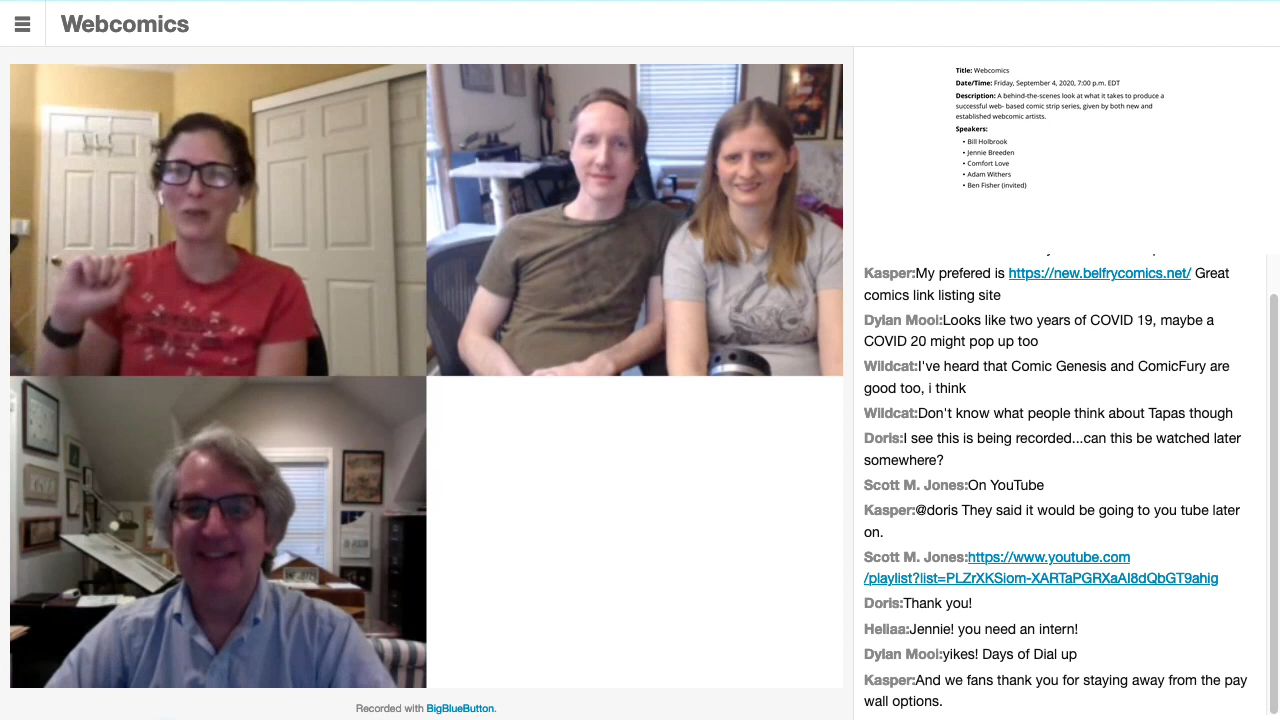 Webcomics
Title: Webcomics
Date/Time: Friday, September 4, 2020, 7:00 p.m. EDT
Description: A behind-the-scenes look at what it takes to produce a
successful web- based comic strip series, given by both new and
established webcomic artists.
Speakers:
• Bill Holbrook
• Jennie Breeden
• Comfort Love
• Adam Withers
• Ben Fisher (invited)
Kasper:My prefered is https://new.belfrycomics.net/ Great
comics link listing site
Dylan Mool:Looks like two years of COVID 19, maybe a
COVID 20 might pop up too
Wildcat:I've heard that Comic Genesis and ComicFury are
good too, i think
Wildcat:Don't know what people think about Tapas though
Doris:I see this is being recorded...can this be watched later
somewhere?
Scott M. Jones:On YouTube
Kasper:@doris They said it would be going to you tube later
on.
Scott M. Jones:https://www.youtube.com
/playlist?list=PLZrXKSiom-XARTaPGRXaAl8dQbGT9ahig
Doris:Thank you!
Heliaa:Jennie! you need an intern!
Dylan Mool:yikes! Days of Dial up
Kasper:And we fans thank you for staying away from the pay
wall options.
Recorded with BigBlueButton.